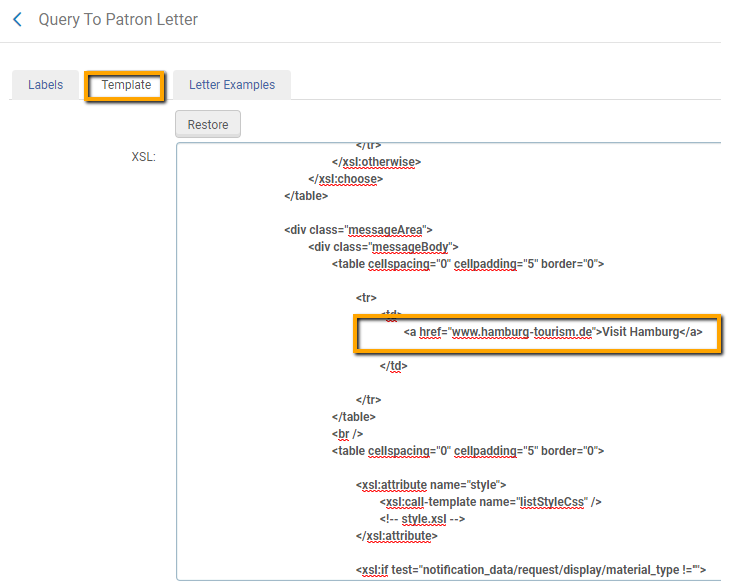 Query To Patron Letter
Labels Template Letter Examples
Restore
XSL:
</tr>
</xsl:otherwise>
</xsl:choose>
</table>
<div class="messageArea">
<div class="messageBody">
<table cellspacing="0" cellpadding="5" border="0">
<tr>
<td>
<a href="www.hamburg-tourism.de">Visit Hamburg</a>
</td>
</tr>
</table>
<br />
<table cellspacing="0" cellpadding="5" border="0">
<xsl:attribute name="style">
<xsl:call-template name="listStyleCss" />
<!-- style.xsl -->
</xsl:attribute>
<xsl:if test="notification_data/request/display/material_type !=''">